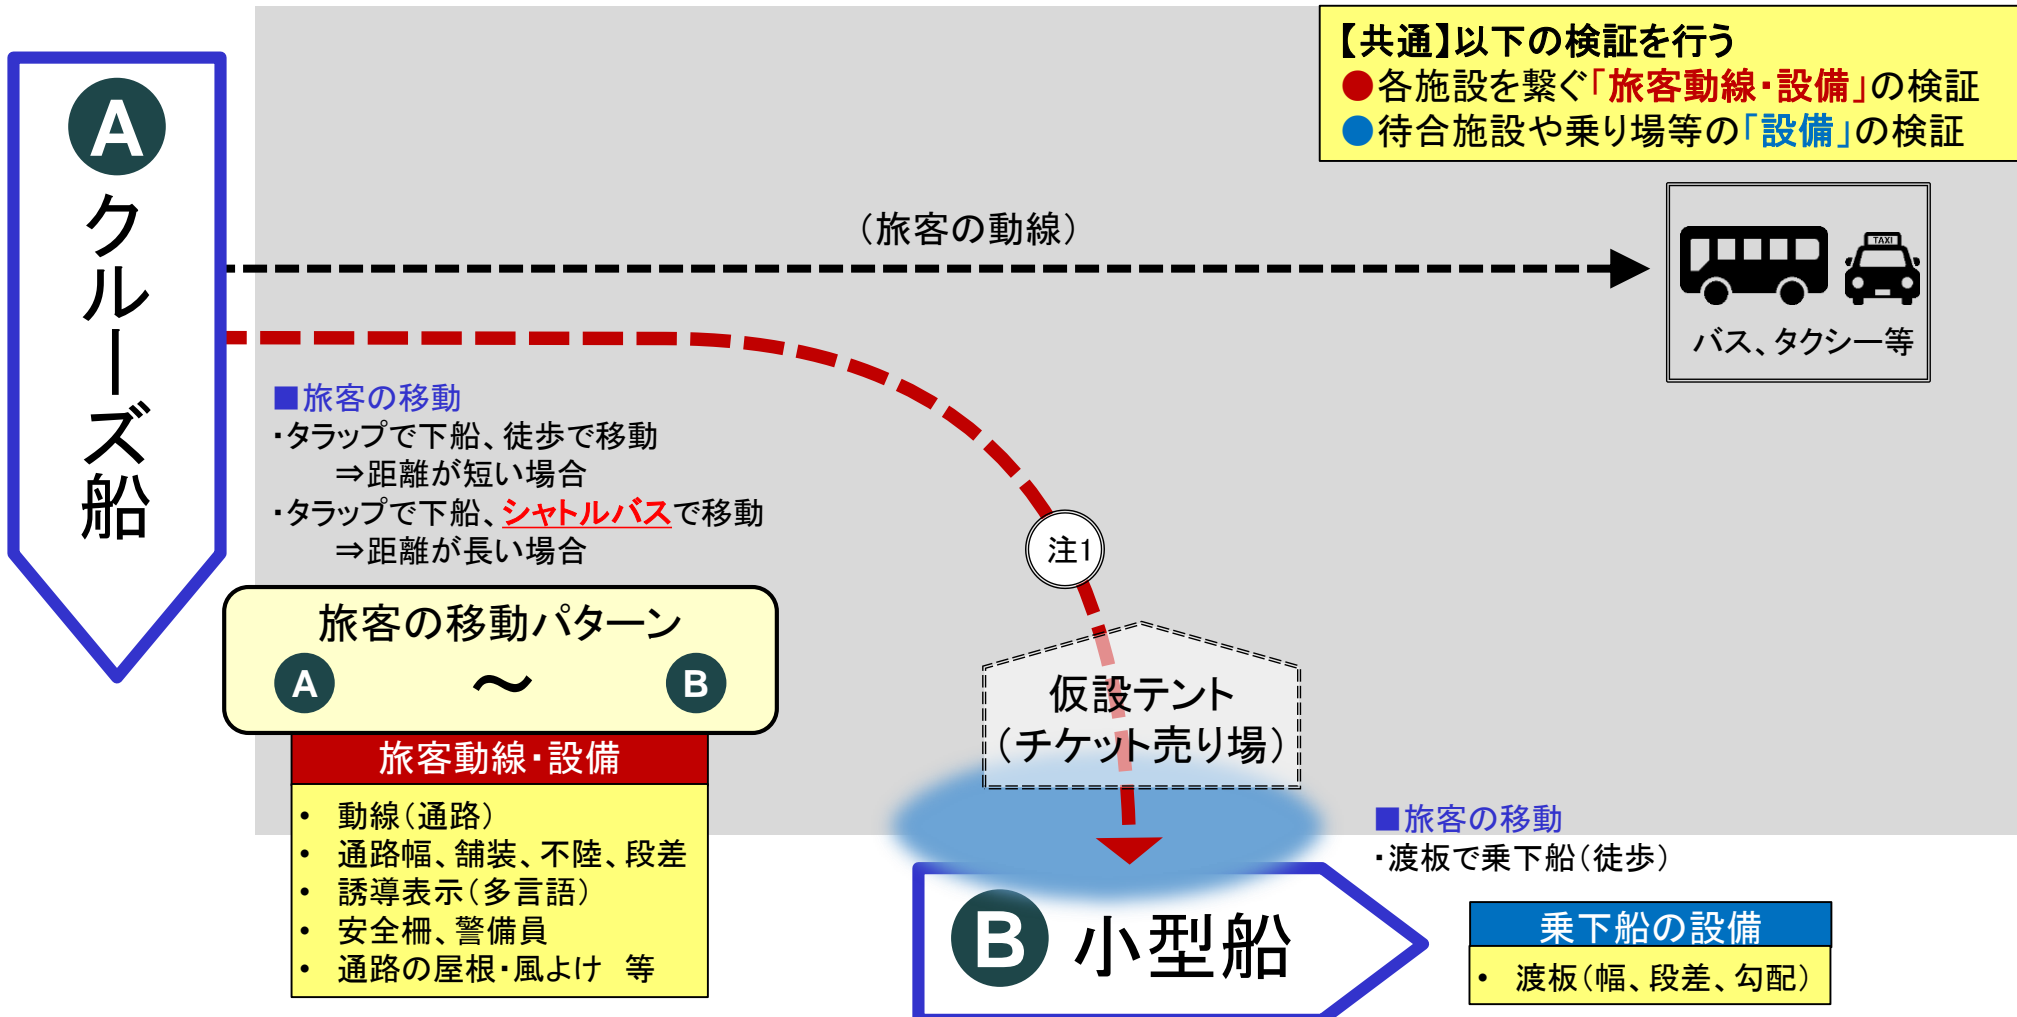 【共通】以下の検証を行う
●各施設を繋ぐ「旅客動線・設備」の検証
●待合施設や乗り場等の「設備」の検証
A
クルーズ船
（旅客の動線）
TAXI
バス、タクシー等
■旅客の移動
・タラップで下船、徒歩で移動
⇒距離が短い場合
・タラップで下船、シャトルバスで移動
⇒距離が長い場合
注1
旅客の移動パターン
A ～ B
旅客動線・設備
• 動線（通路）
• 通路幅、舗装、不陸、段差
• 誘導表示（多言語）
• 安全柵、警備員
• 通路の屋根・風よけ 等
仮設テント
（チケット売り場）
B 小型船
■旅客の移動
・渡板で乗下船（徒歩）
乗下船の設備
• 渡板（幅、段差、勾配）